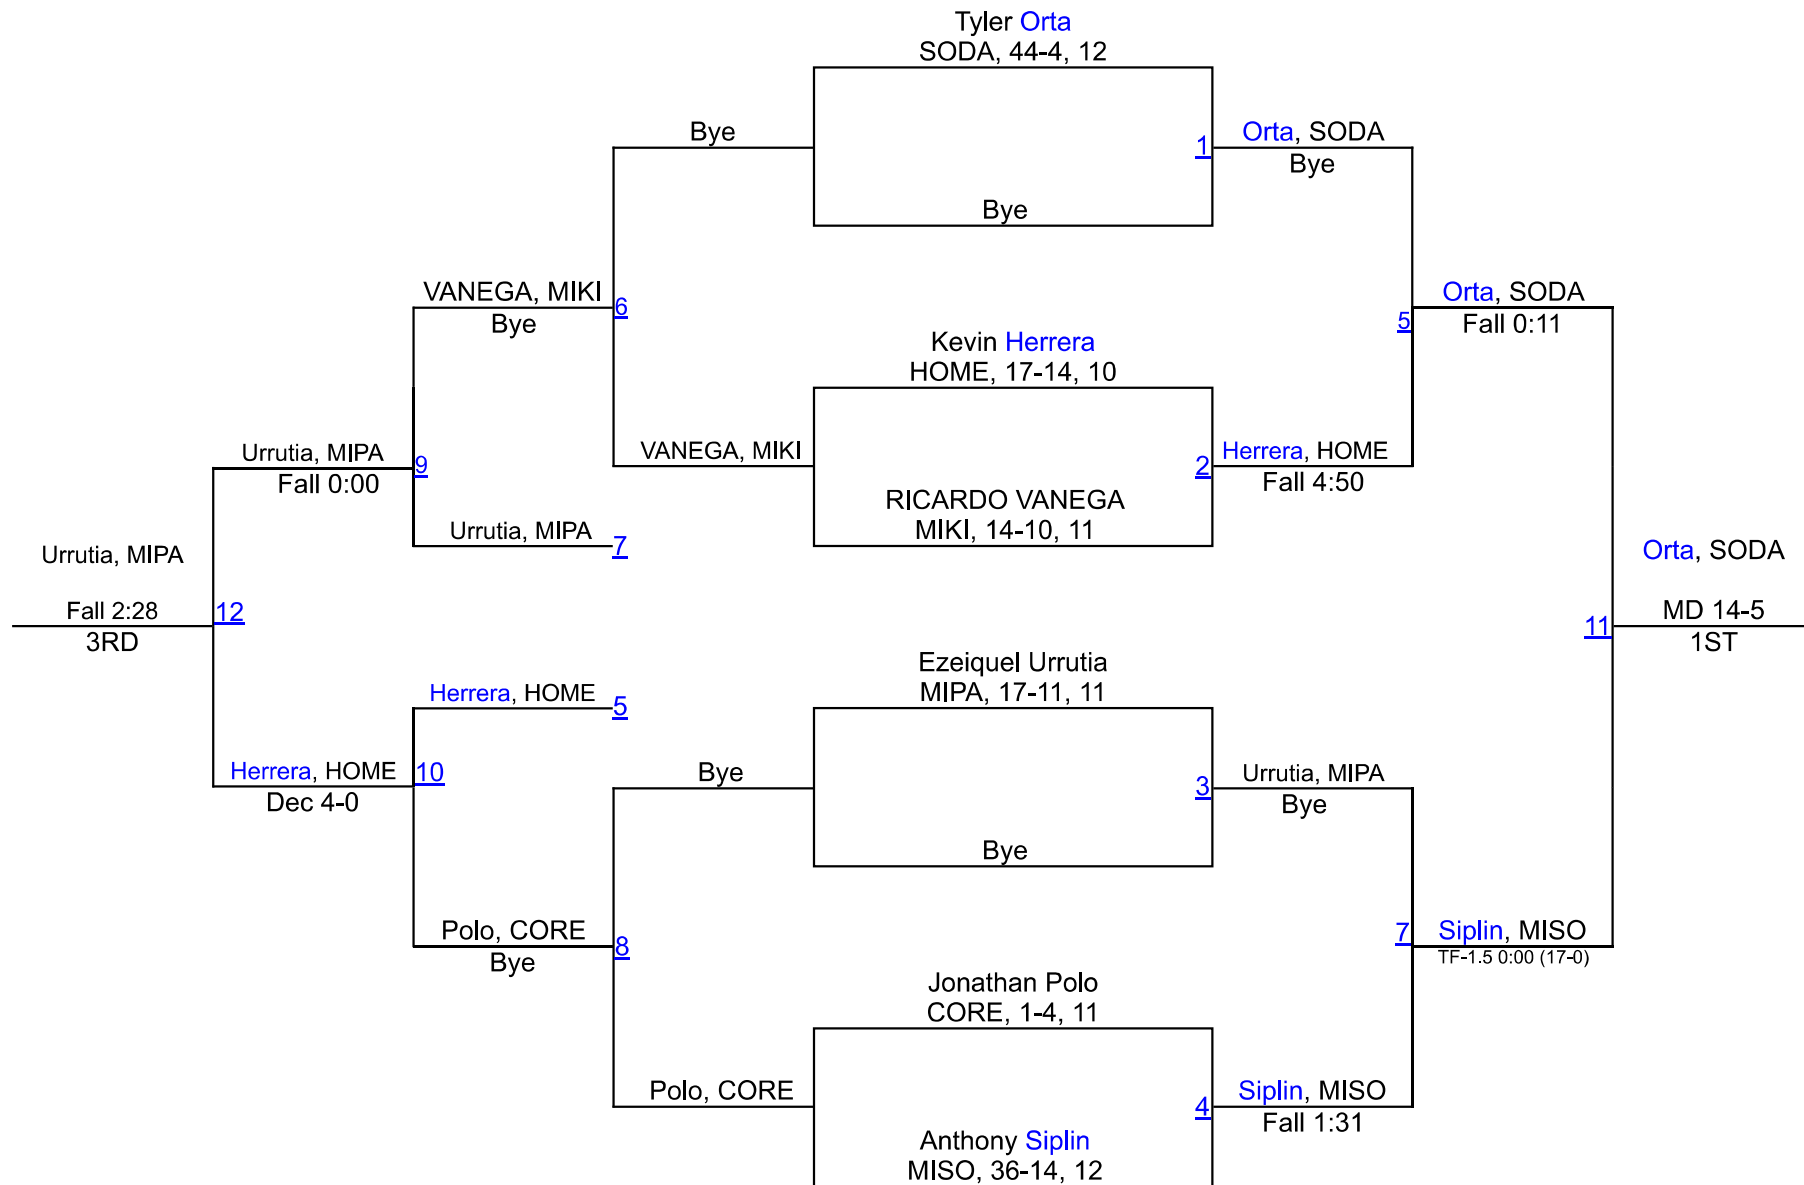 Tyler Orta
SODA, 44-4, 12
Bye
1
Orta, SODA
Bye
Bye
VANEGA, MIKI
Bye
6
Kevin Herrera
HOME, 17-14, 10
5
Orta, SODA
Fall 0:11
Urrutia, MIPA
Fall 0:00
9
VANEGA, MIKI
RICARDO VANEGA
MIKI, 14-10, 11
2
Herrera, HOME
Fall 4:50
Urrutia, MIPA
7
Urrutia, MIPA
Fall 2:28
3RD
12
Orta, SODA
MD 14-5
1ST
11
Ezeiquel Urrutia
MIPA, 17-11, 11
Herrera, HOME
5
Herrera, HOME
Dec 4-0
10
Bye
3
Urrutia, MIPA
Bye
Bye
Polo, CORE
Bye
8
7
Siplin, MISO
TF-1.5 0:00 (17-0)
Jonathan Polo
CORE, 1-4, 11
Polo, CORE
4
Siplin, MISO
Fall 1:31
Anthony Siplin
MISO, 36-14, 12